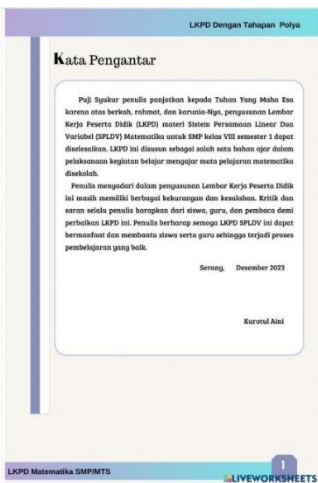 LKPD Dengan Tahapan Polya
Kata Pengantar
Puji Syukur penulis panjatkan kepada Tuhan Yang Maha Esa
karena atas berkah, rahmat, dan karunia-Nya, penyusunan Lembar
Kerja Peserta Didik (LKPD) materi Sistem Persamaan Linear Dua
Variabel (SPLDV) Matematika untuk SMP kelas VIII semester 1 dapat
diselesaikan. LKPD ini disusun sebagai salah satu bahan ajar dalam
pelaksanaan kegiatan belajar mengajar mata pelajaran matematika
disekolah.
Penulis menyadari dalam penyusunan Lembar Kerja Peserta Didik
ini masih memiliki berbagai kekurangan dan kesalahan. Kritik dan
saran selalu penulis harapkan dari siswa, guru, dan pembaca demi
perbaikan LKPD ini. Penulis berharap semoga LKPD SPLDV ini dapat
bermanfaat dan membantu siswa serta guru sehingga terjadi proses
pembelajaran yang baik.
Serang, Desember 2023
Kurotul Aini
LKPD Matematika SMP/MTS
1
LIVEWORKSHEETS